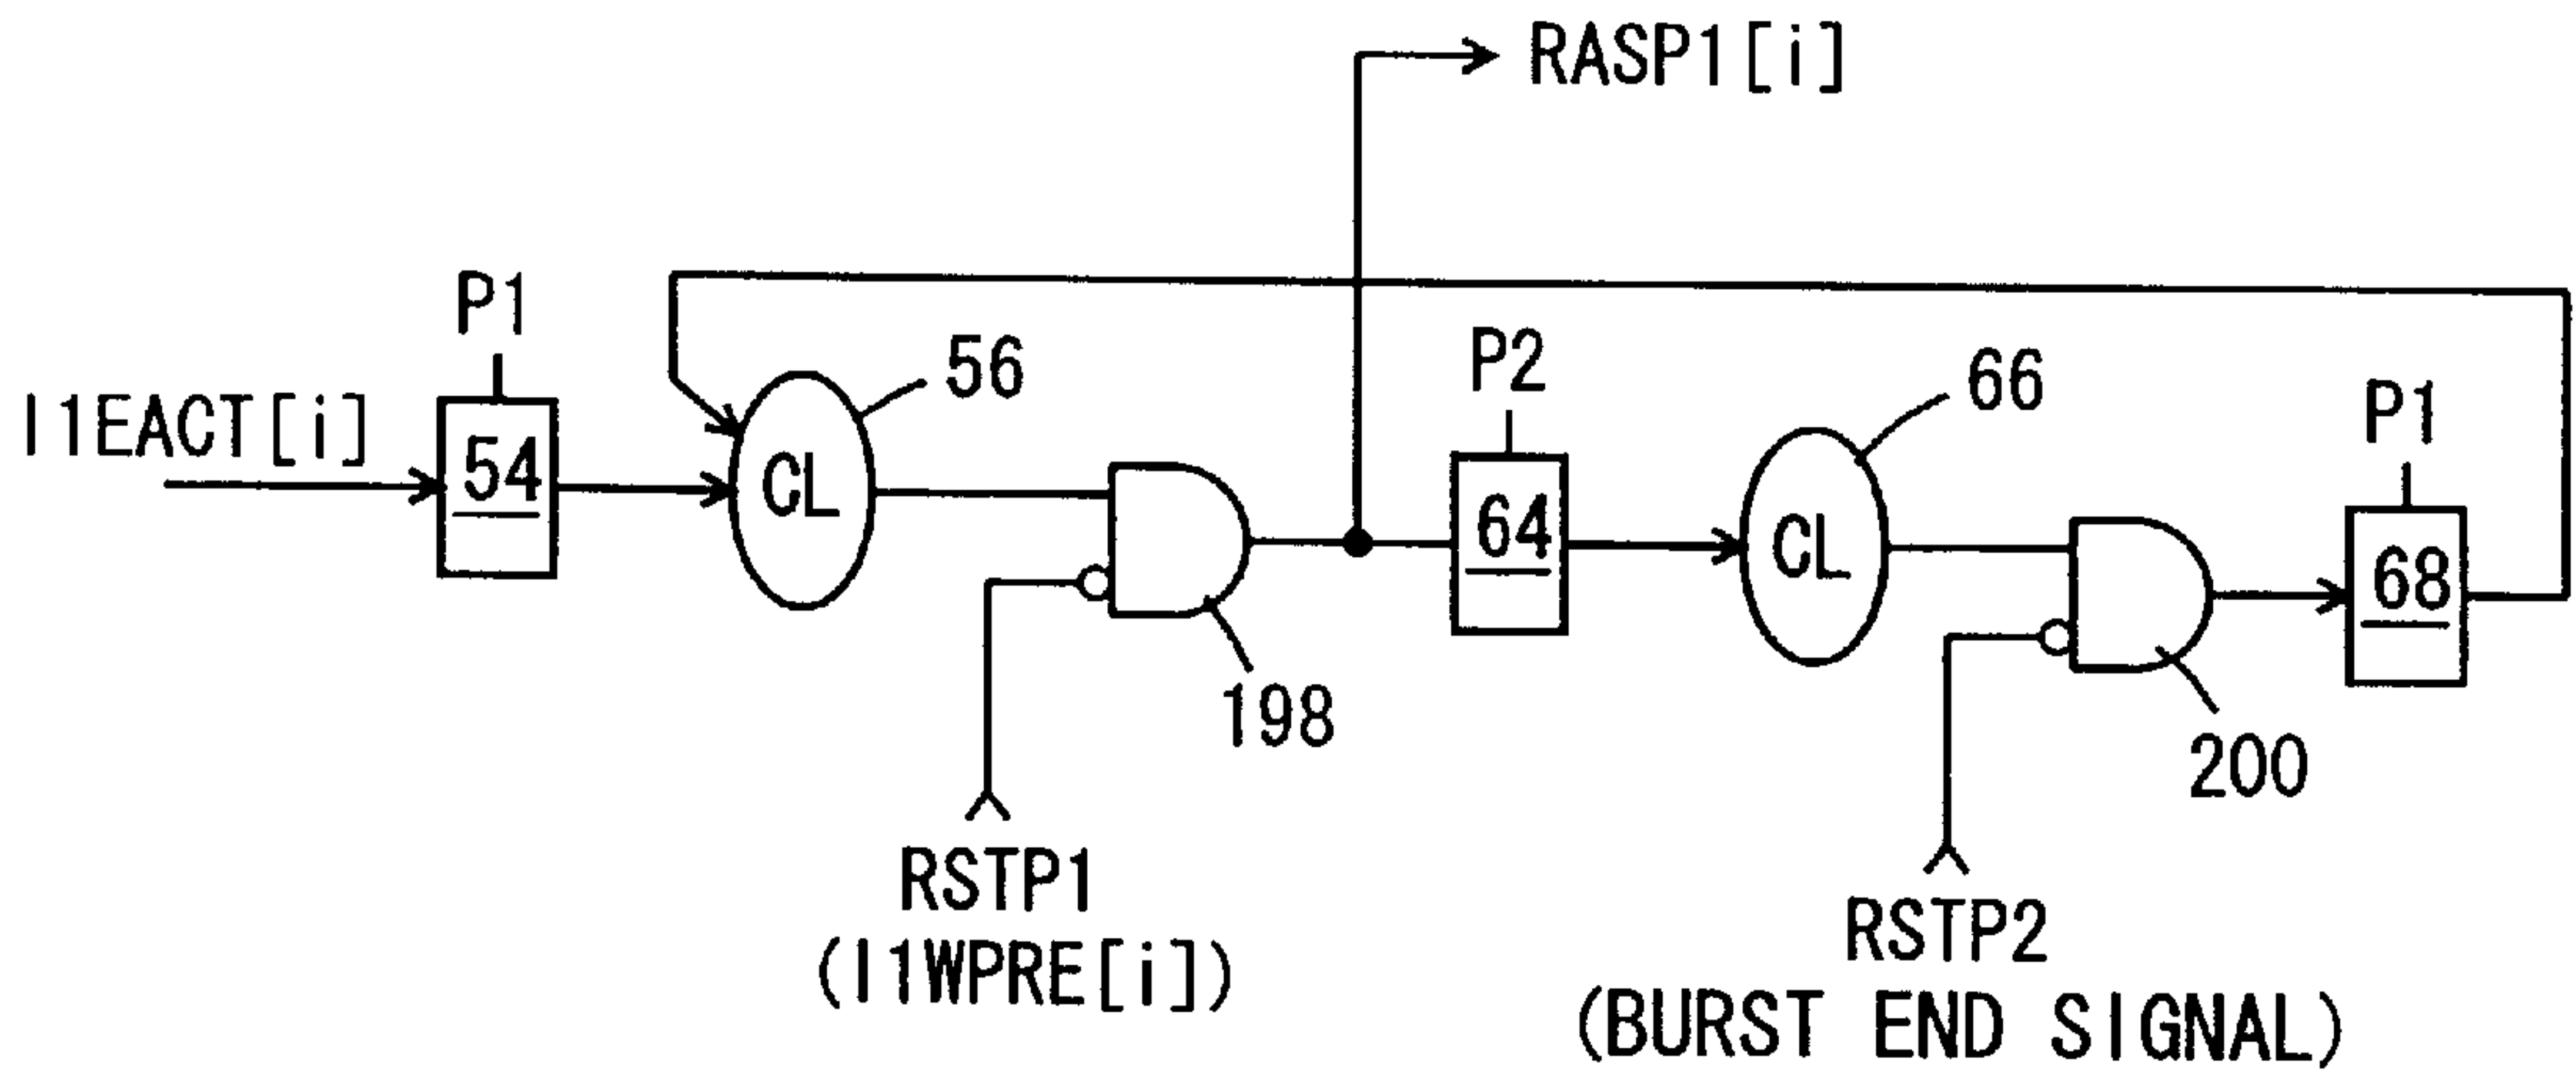 RASP1[i]
P1
56
P2
66
P1
I1EACT[i]
54
CL
64
CL
68
198
200
RSTP1
(I1WPRE[i])
RSTP2
(BURST END SIGNAL)